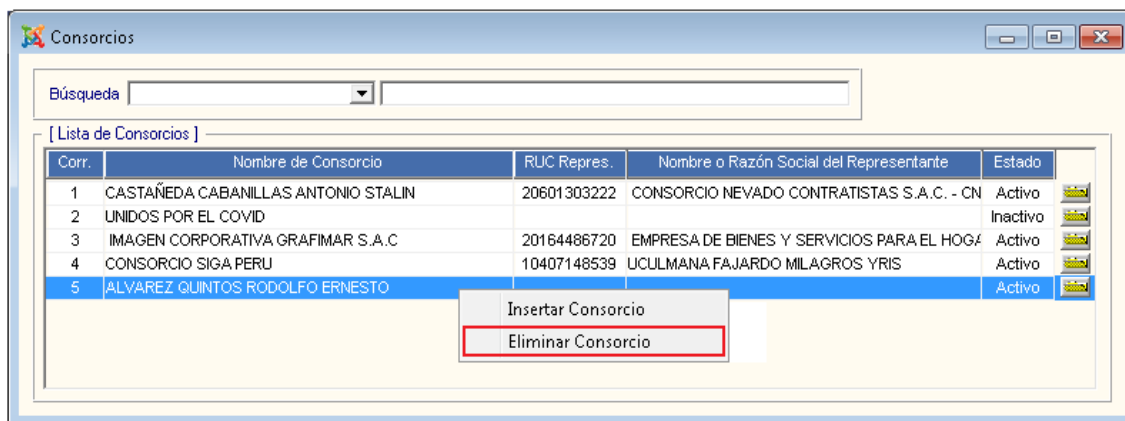 Consorcios
Búsqueda
[ Lista de Consorcios ]
Corr. Nombre de Consorcio RUC Repres. Nombre o Razón Social del Representante Estado
1 CASTAÑEDA CABANILLAS ANTONIO STALIN 20601303222 CONSORCIO NEVADO CONTRATISTAS S.A.C. - CN Activo
2 UNIDOS POR EL COVID Inactivo
3 IMAGEN CORPORATIVA GRAFIMAR S.A.C 20164486720 EMPRESA DE BIENES Y SERVICIOS PARA EL HOGA Activo
4 CONSORCIO SIGA PERU 10407148539 UCULMANA FAJARDO MILAGROS YRIS Activo
5 ALVAREZ QUINTOS RODOLFO ERNESTO Activo
Insertar Consorcio
Eliminar Consorcio